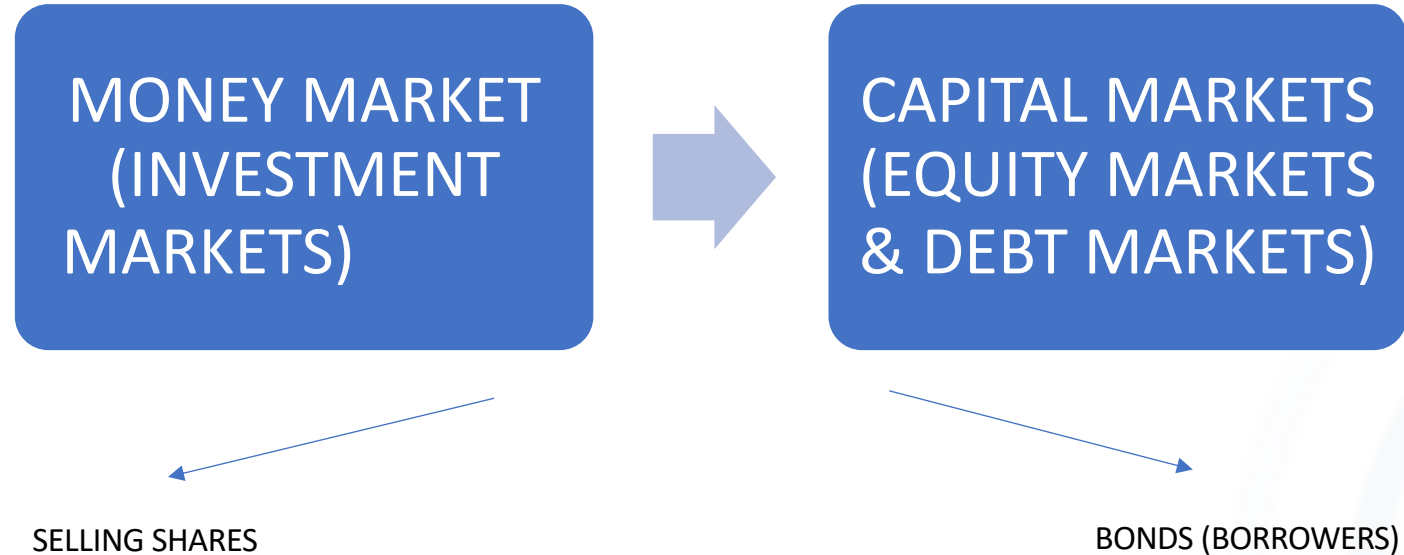 MONEY MARKET
(INVESTMENT
MARKETS)
CAPITAL MARKETS
(EQUITY MARKETS
& DEBT MARKETS)
SELLING SHARES
BONDS (BORROWERS)